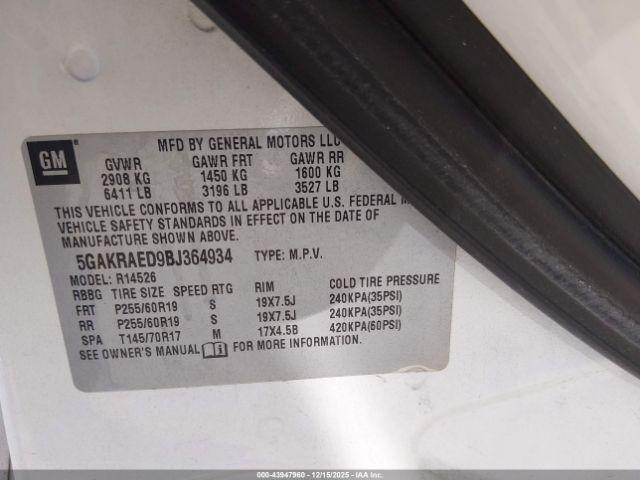 GM
MFD BY GENERAL MOTORS LLC
GVWR GAWR FRT GAWR RR
2908 KG 1450 KG 1600 KG
6411 LB 3196 LB 3527 LB
THIS VEHICLE CONFORMS TO ALL APPLICABLE U.S. FEDERAL
VEHICLE SAFETY STANDARDS IN EFFECT ON THE DATE OF
MANUFACTURE SHOWN ABOVE.
5GAKRAED9BJ364934 TYPE: M.P.V.
MODEL: R14526
RBBG TIRE SIZE SPEED RTG RIM COLD TIRE PRESSURE
FRT P255/60R19 S 19X7.5J 240KPA(35PSI)
RR P255/60R19 S 19X7.5J 240KPA(35PSI)
SPA T145/70R17 M 17X4.5B 420KPA(60PSI)
SEE OWNER'S MANUAL FOR MORE INFORMATION.
000-43947960 - 12/15/2025 - IAA Inc.